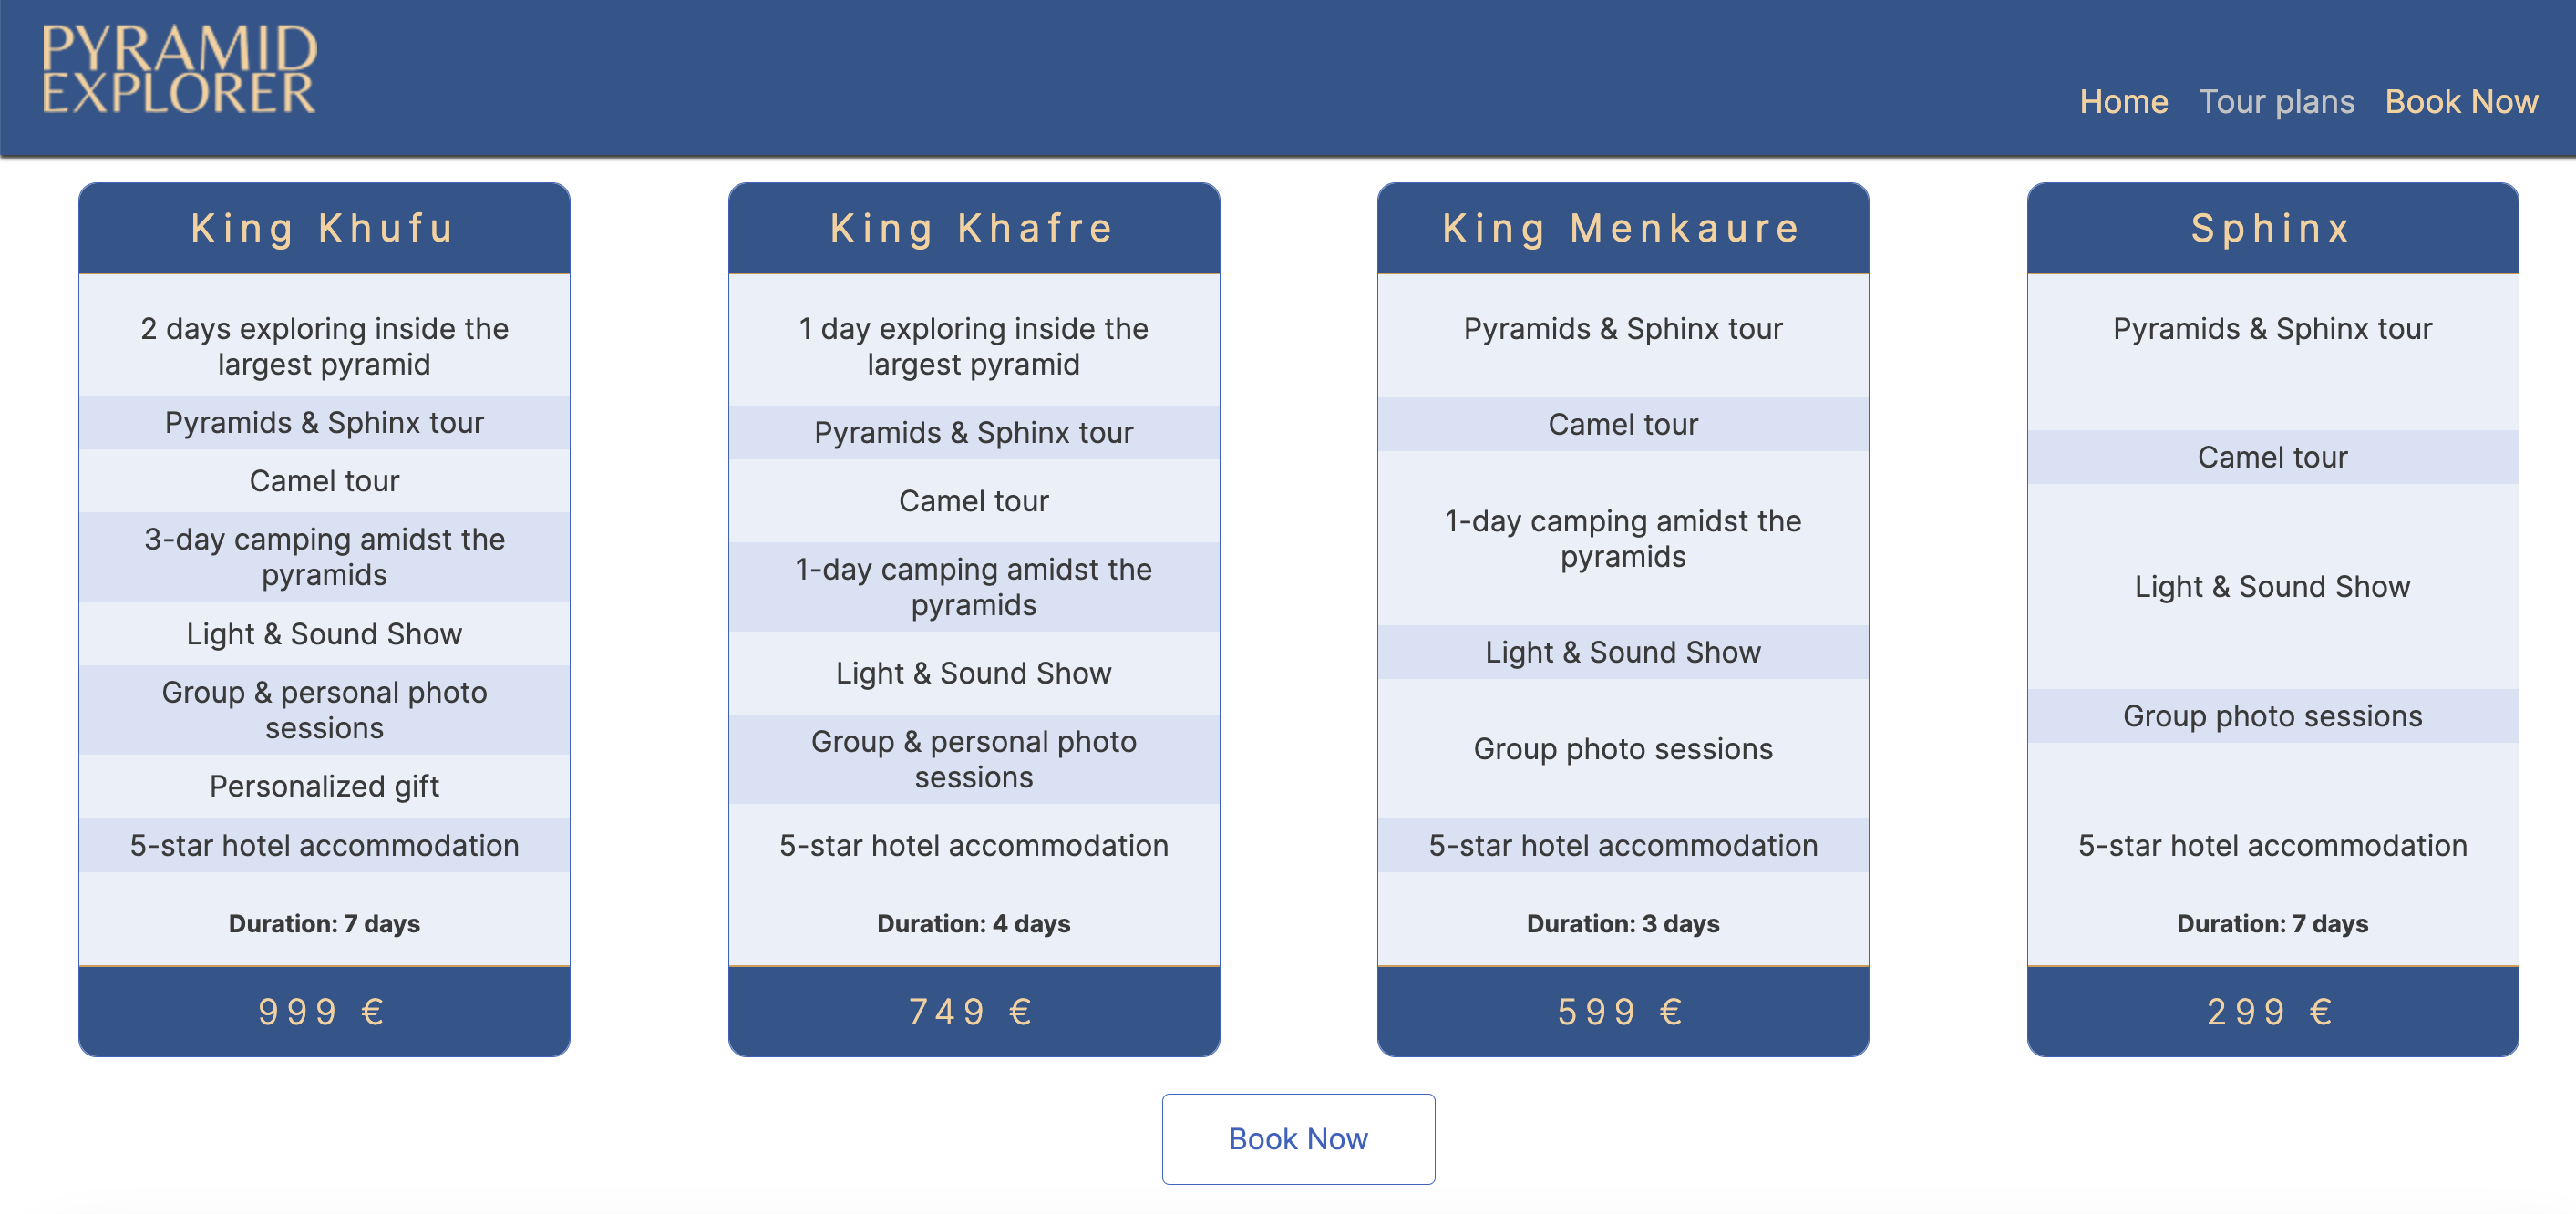 PYRAMID
EXPLORER
Home Tour plans Book Now
King Khufu
2 days exploring inside the
largest pyramid
Pyramids & Sphinx tour
Camel tour
3-day camping amidst the
pyramids
Light & Sound Show
Group & personal photo
sessions
Personalized gift
5-star hotel accommodation
Duration: 7 days
999 €
King Khafre
1 day exploring inside the
largest pyramid
Pyramids & Sphinx tour
Camel tour
1-day camping amidst the
pyramids
Light & Sound Show
Group & personal photo
sessions
5-star hotel accommodation
Duration: 4 days
749 €
King Menkaure
Pyramids & Sphinx tour
Camel tour
1-day camping amidst the
pyramids
Light & Sound Show
Group photo sessions
5-star hotel accommodation
Duration: 3 days
599 €
Sphinx
Pyramids & Sphinx tour
Camel tour
Light & Sound Show
Group photo sessions
5-star hotel accommodation
Duration: 7 days
299 €
Book Now